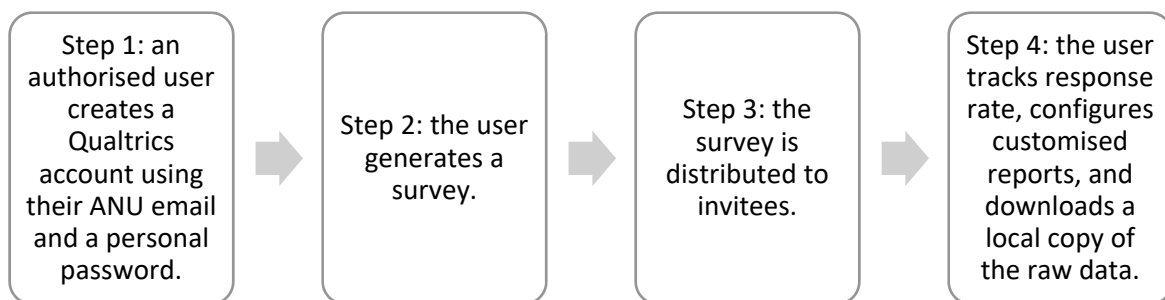 Step 1: an
authorised user
creates a
Qualtrics
account using
their ANU email
and a personal
password.
Step 2: the user
generates a
survey.
Step 3: the
survey is
distributed to
invitees.
Step 4: the user
tracks response
rate, configures
customised
reports, and
downloads a
local copy of
the raw data.